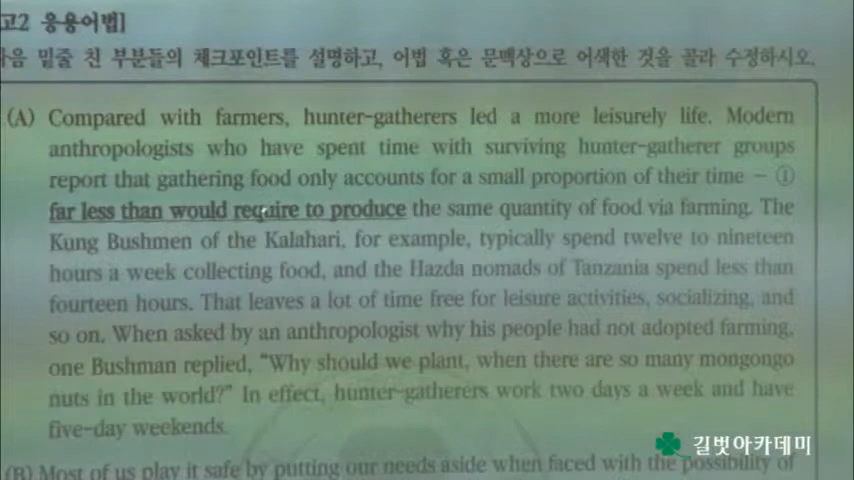 고2 응용어법]
다음 밑줄 친 부분들의 체크포인트를 설명하고, 어법 혹은 문맥상으로 어색한 것을 골라 수정하시오.
(A) Compared with farmers, hunter-gatherers led a more leisurely life. Modern
anthropologists who have spent time with surviving hunter-gatherer groups
report that gathering food only accounts for a small proportion of their time - ①
far less than would require to produce the same quantity of food via farming. The
Kung Bushmen of the Kalahari, for example, typically spend twelve to nineteen
hours a week collecting food, and the Hazda nomads of Tanzania spend less than
fourteen hours. That leaves a lot of time free for leisure activities, socializing, and
so on. When asked by an anthropologist why his people had not adopted farming,
one Bushman replied, "Why should we plant, when there are so many mongongo
nuts in the world?" In effect, hunter-gatherers work two days a week and have
five-day weekends.
(B) Most of us play it safe by putting our needs aside when faced with the possibility of
길벗아카데미